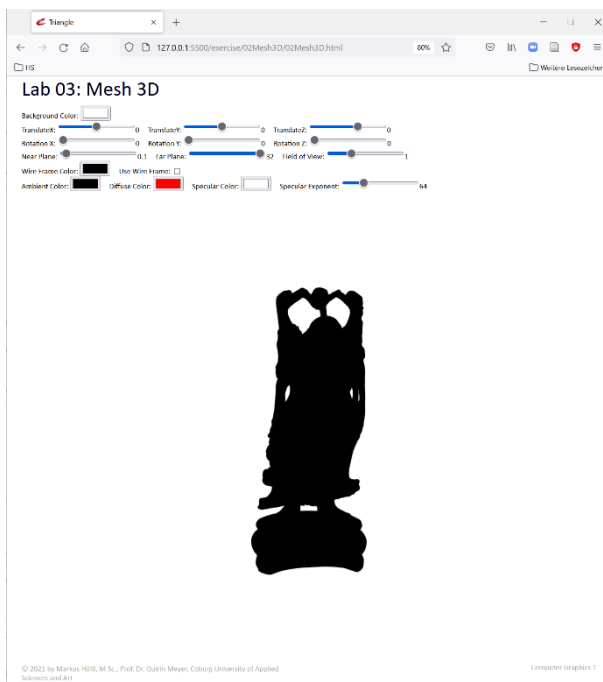 Triangle
127.0.0.1:5500/exercise/02Mesh3D/02Mesh3D.html 80%
HS Weitere Lesezeichen
Lab 03: Mesh 3D
Background Color:
TranslateX: 0 TranslateY: 0 TranslateZ: 0
Rotation X: 0 Rotation Y: 0 Rotation Z: 0
Near Plane: 0.1 Far Plane: 32 Field of View: 1
Wire Frame Color: Use Wire Frame:
Ambient Color: Diffuse Color: Specular Color: Specular Exponent: 64
© 2021 by Markus M.Sc., Prof. Dr. Quirin Meyer, Coburg University of Applied
Sciences and Art
Computer Graphics 1